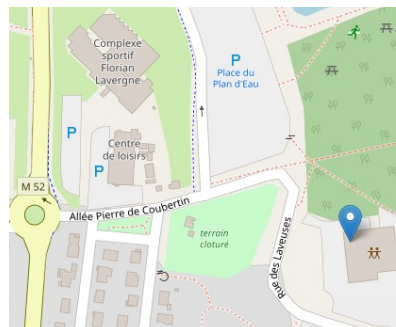 Complexe
sportif
Florian
Lavergne
P
Place du
Plan d'Eau
P
Centre
de loisirs
P
M 52
Allée Pierre de Coubertin
terrain
cloturé
Rue des Laveuses